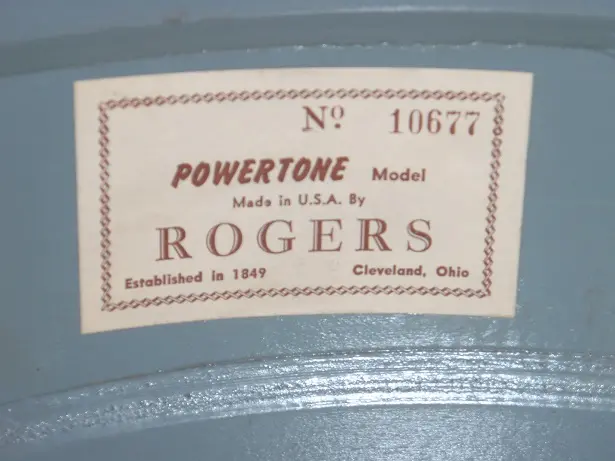 Nº 10677
POWERTONE Model
Made in U.S.A. By
ROGERS
Established in 1849 Cleveland, Ohio